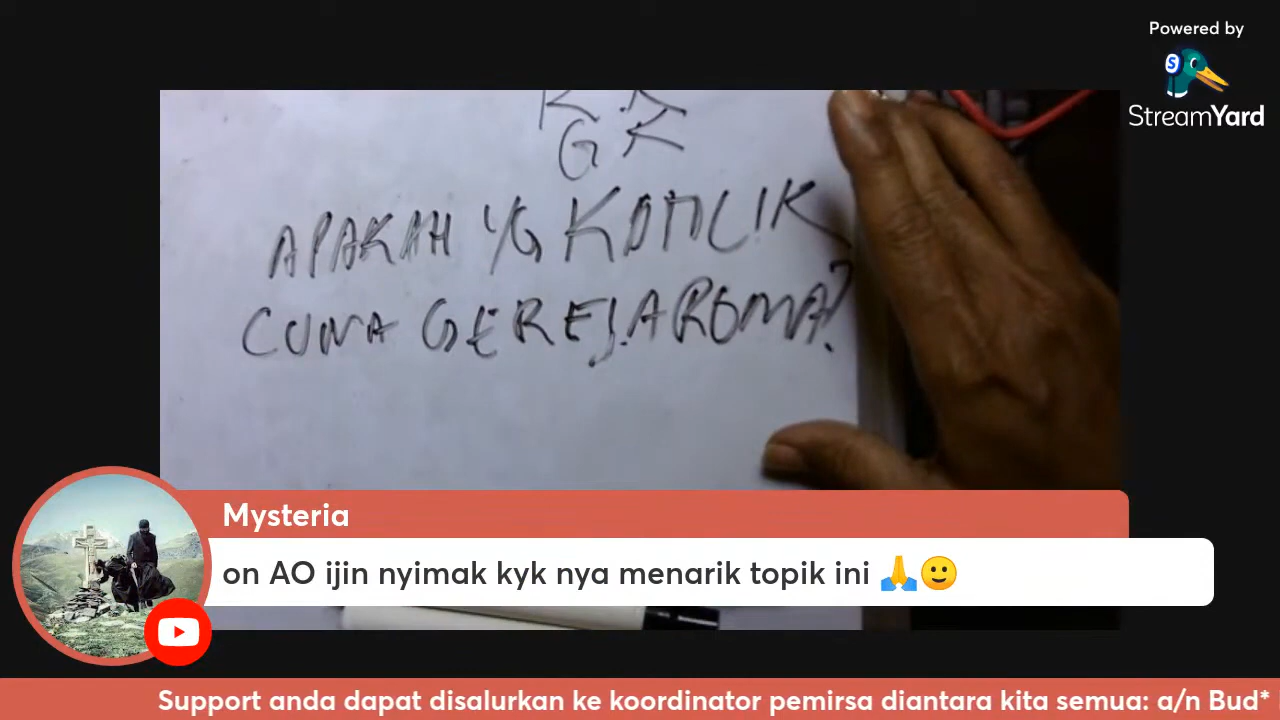 Powered by
StreamYard
K K
G K
APAKAH YG KATOLIK
CUMA GEREJA ROMA?
Mysteria
on AO ijin nyimak kyk nya menarik topik ini 🙏🙂
Support anda dapat disalurkan ke koordinator pemirsa diantara kita semua: a/n Bud*